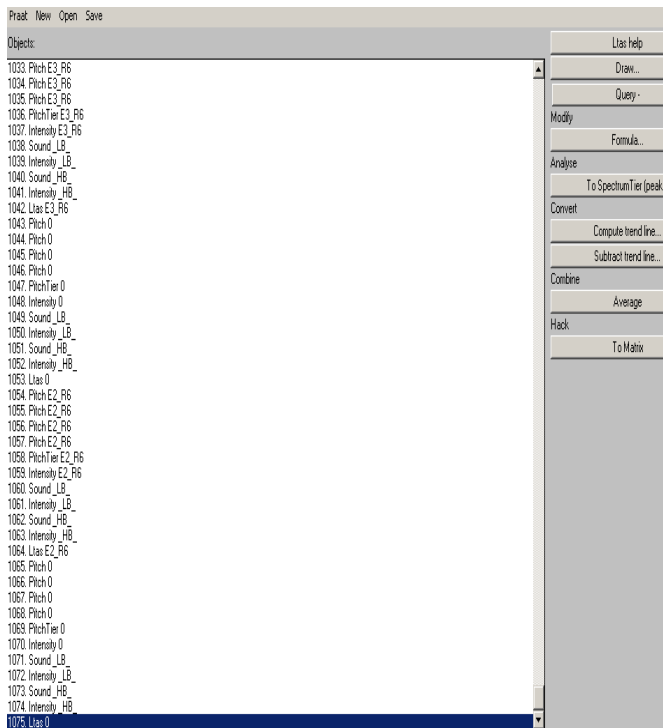 Praat New Open Save
Objects:
1033. Pitch E3_R6
1034. Pitch E3_R6
1035. Pitch E3_R6
1036. PitchTier E3_R6
1037. Intensity E3_R6
1038. Sound _LB_
1039. Intensity _LB_
1040. Sound _HB_
1041. Intensity _HB_
1042. Ltas E3_R6
1043. Pitch 0
1044. Pitch 0
1045. Pitch 0
1046. Pitch 0
1047. PitchTier 0
1048. Intensity 0
1049. Sound _LB_
1050. Intensity _LB_
1051. Sound _HB_
1052. Intensity _HB_
1053. Ltas 0
1054. Pitch E2_R6
1055. Pitch E2_R6
1056. Pitch E2_R6
1057. Pitch E2_R6
1058. PitchTier E2_R6
1059. Intensity E2_R6
1060. Sound _LB_
1061. Intensity _LB_
1062. Sound _HB_
1063. Intensity _HB_
1064. Ltas E2_R6
1065. Pitch 0
1066. Pitch 0
1067. Pitch 0
1068. Pitch 0
1069. PitchTier 0
1070. Intensity 0
1071. Sound _LB_
1072. Intensity _LB_
1073. Sound _HB_
1074. Intensity _HB_
1075. Ltas 0
Ltas help
Draw...
Query -
Modify
Formula...
Analyse
To SpectrumTier (peak
Convert
Compute trend line...
Subtract trend line...
Combine
Average
Hack
To Matrix